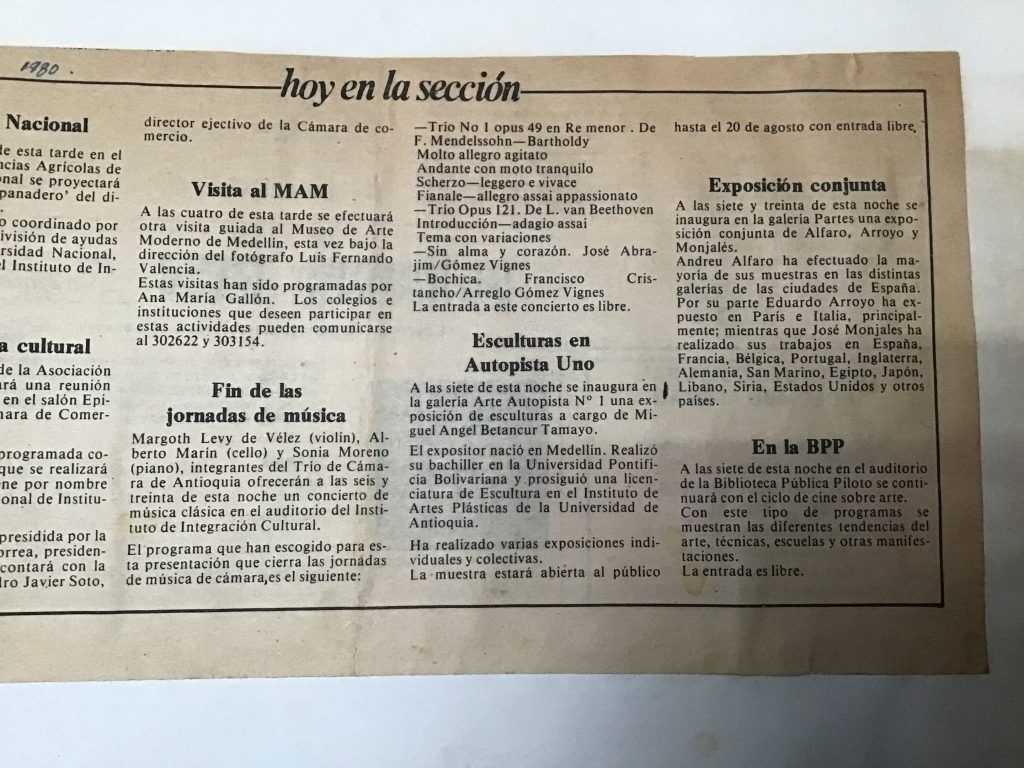 1980.
hoy en la sección
Nacional
de esta tarde en el
ncias Agrícolas de
nal se proyectará
panadero' del di-
o coordinado por
ivisión de ayudas
ersidad Nacional,
el Instituto de In-
a cultural
de la Asociación
ará una reunión
en el salón Epi-
mara de Comer-
programada co-
que se realizará
ene por nombre
onal de Institu-
presidida por la
orrea, presiden-
contará con la
dro Javier Soto,
director ejecutivo de la Cámara de co-
mercio.
Visita al MAM
A las cuatro de esta tarde se efectuará
otra visita guiada al Museo de Arte
Moderno de Medellín, esta vez bajo la
dirección del fotógrafo Luis Fernando
Valencia.
Estas visitas han sido programadas por
Ana María Gallón. Los colegios e
instituciones que deseen participar en
estas actividades pueden comunicarse
al 302622 y 303154.
Fin de las
jornadas de música
Margoth Levy de Vélez (violín), Al-
berto Marín (cello) y Sonia Moreno
(piano), integrantes del Trío de Cáma-
ra de Antioquia ofrecerán a las seis y
treinta de esta noche un concierto de
música clásica en el auditorio del Insti-
tuto de Integración Cultural.
El programa que han escogido para es-
ta presentación que cierra las jornadas
de música de cámara,es el siguiente:
—Trío No 1 opus 49 en Re menor . De
F. Mendelssohn—Bartholdy
Molto allegro agitato
Andante con moto tranquilo
Scherzo—leggero e vivace
Fianale—allegro assai appassionato
—Trío Opus 121. De L. van Beethoven
Introducción—adagio assai
Tema con variaciones
—Sin alma y corazón. José Abra-
jim/Gómez Vignes
—Bochica. Francisco Cris-
tancho/Arreglo Gómez Vignes
La entrada a este concierto es libre.
Esculturas en
Autopista Uno
A las siete de esta noche se inaugura en
la galería Arte Autopista N° 1 una ex-
posición de esculturas a cargo de Mi-
guel Angel Betancur Tamayo.
El expositor nació en Medellín. Realizó
su bachiller en la Universidad Pontifi
cia Bolivariana y prosiguió una licen-
ciatura de Escultura en el Instituto de
Artes Plásticas de la Universidad de
Antioquia.
Ha realizado varias exposiciones indi-
viduales y colectivas.
La muestra estará abierta al público
hasta el 20 de agosto con entrada libre.
Exposición conjunta
A las siete y treinta de esta noche se
inaugura en la galería Partes una expo-
sición conjunta de Alfaro, Arroyo y
Monjalés.
Andreu Alfaro ha efectuado la ma-
yoría de sus muestras en las distintas
galerías de las ciudades de España.
Por su parte Eduardo Arroyo ha ex-
puesto en París e Italia, principal-
mente; mientras que José Monjales ha
realizado sus trabajos en España,
Francia, Bélgica, Portugal, Inglaterra,
Alemania, San Marino, Egipto, Japón,
Libano, Siria, Estados Unidos y otros
países.
En la BPP
A las siete de esta noche en el auditorio
de la Biblioteca Pública Piloto se conti-
nuará con el ciclo de cine sobre arte.
Con este tipo de programas se
muestran las diferentes tendencias del
arte, técnicas, escuelas y otras manifes-
taciones.
La entrada es libre.